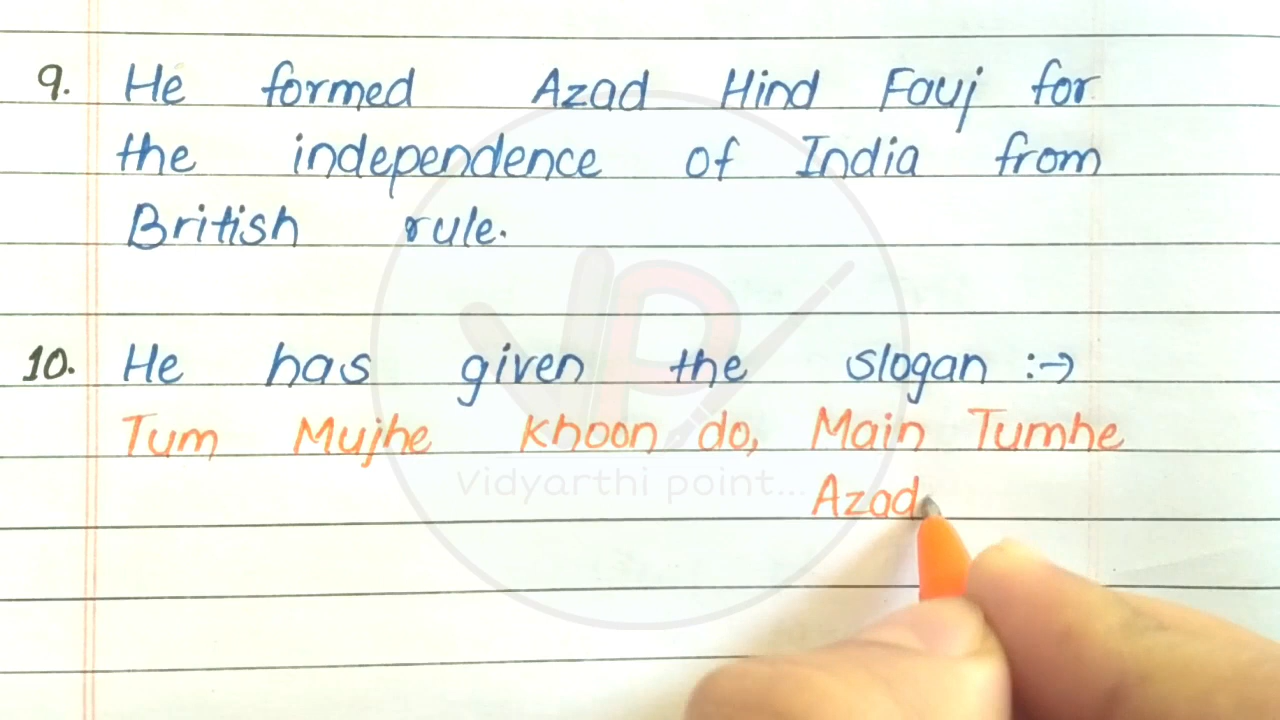 9. He formed Azad Hind Fauj for
the independence of India from
British rule.
10. He has given the slogan :→
Tum Mujhe Khoon do, Main Tumhe
Azad
VP
Vidyarthi point...